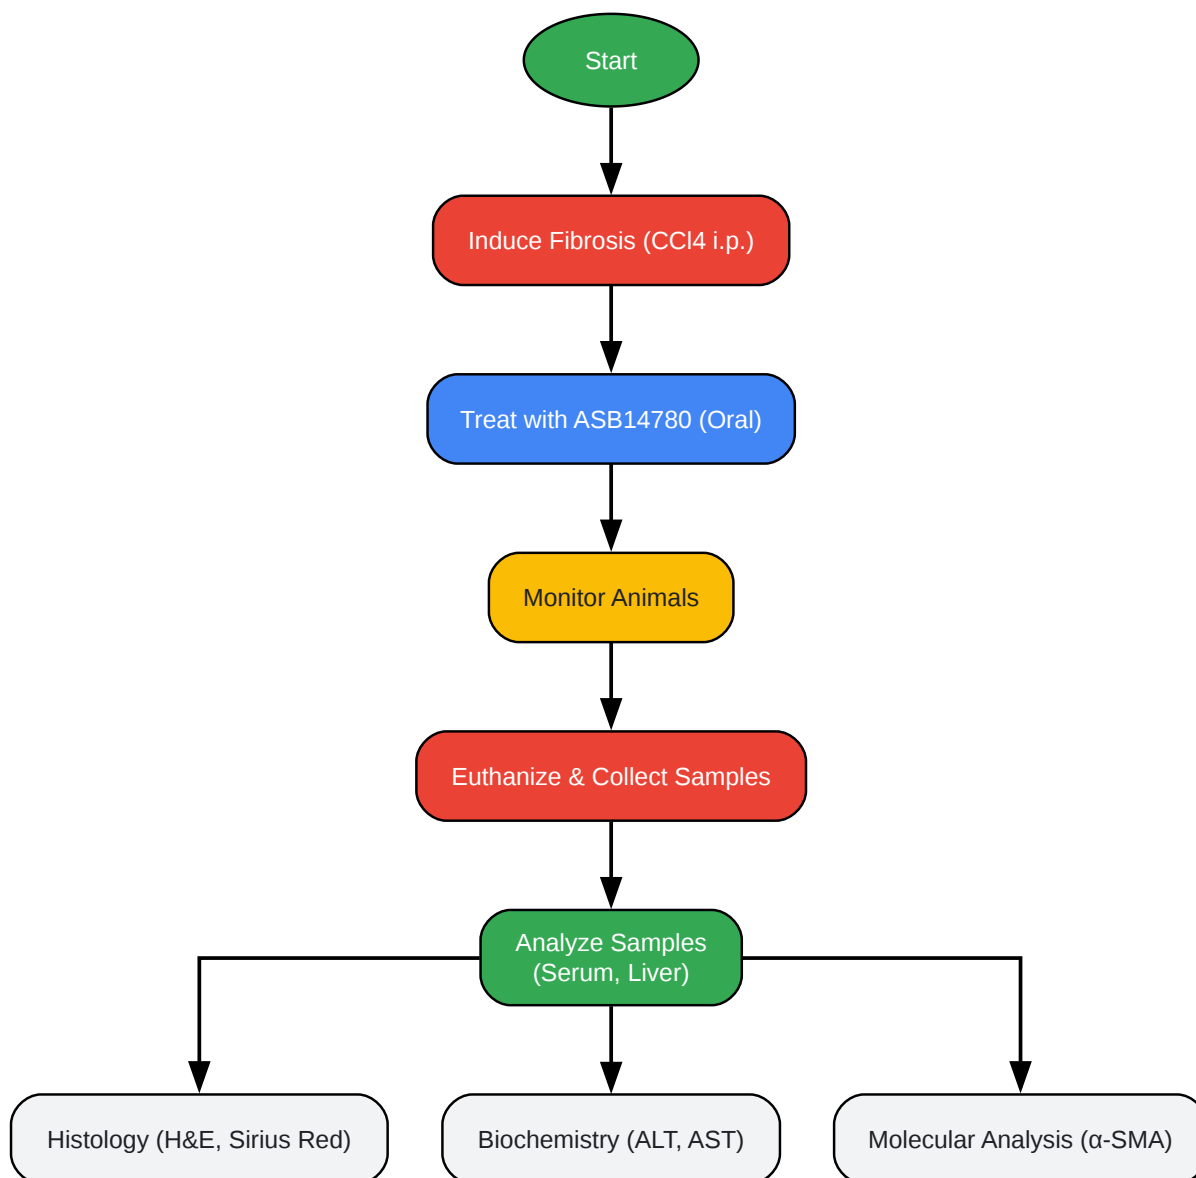 Start
Induce Fibrosis (CCl4 i.p.)
Treat with ASB14780 (Oral)
Monitor Animals
Euthanize & Collect Samples
Analyze Samples
(Serum, Liver)
Histology (H&E, Sirius Red)
Biochemistry (ALT, AST)
Molecular Analysis (α-SMA)